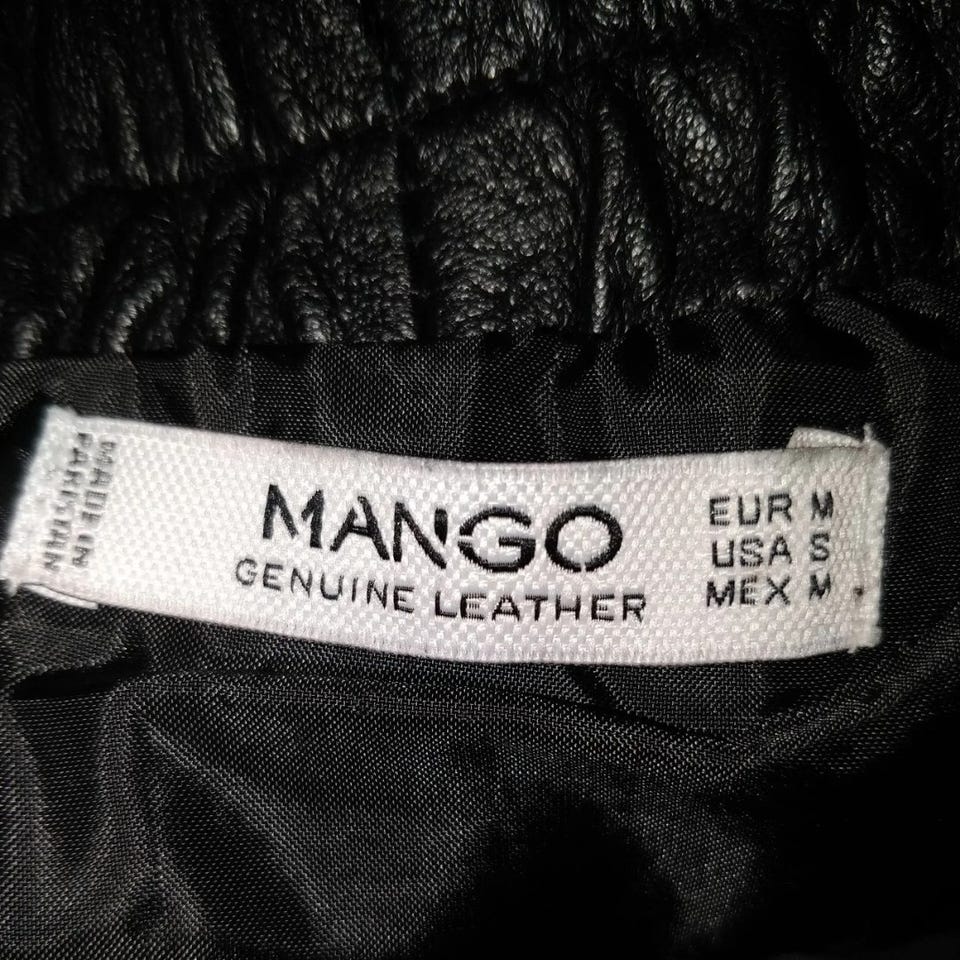 MADE IN
PAKISTAN
MANGO
GENUINE LEATHER
EUR M
USA S
MEX M